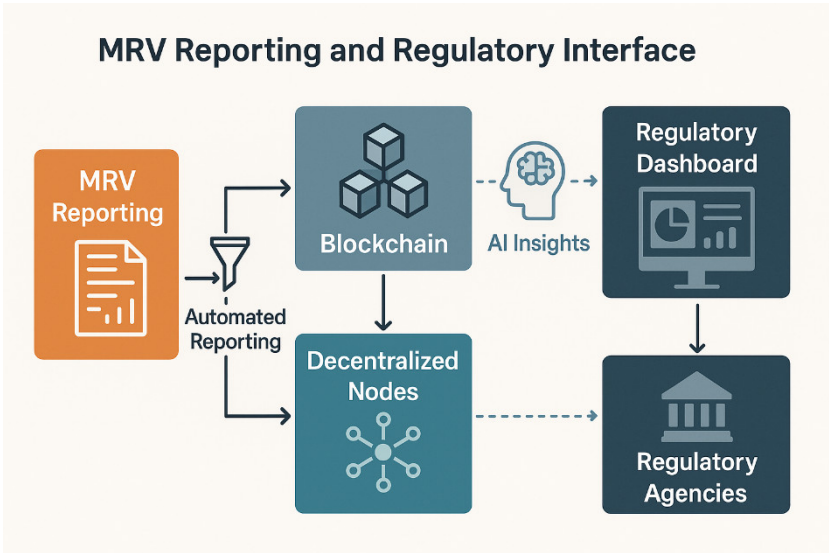 MRV Reporting and Regulatory Interface
MRV
Reporting
Automated
Reporting
Blockchain
AI Insights
Regulatory
Dashboard
Decentralized
Nodes
Regulatory
Agencies